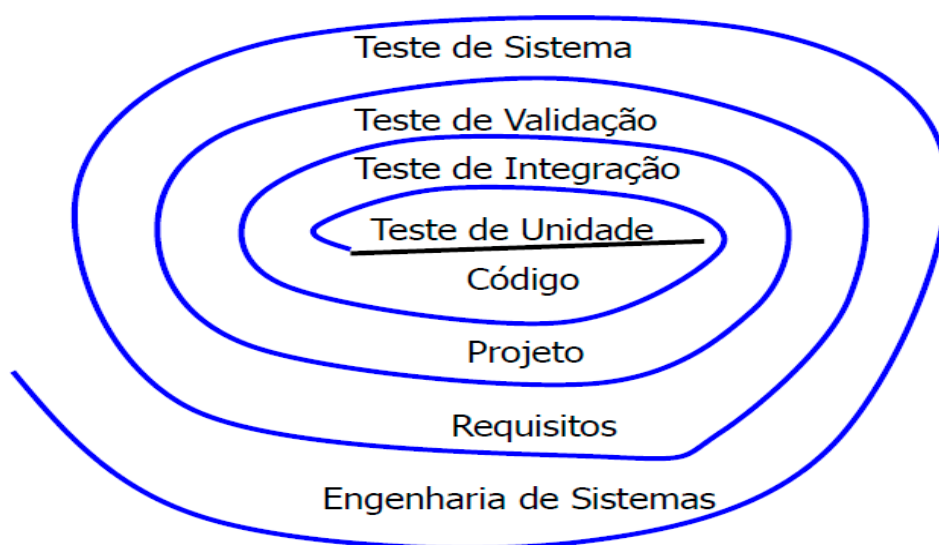 Teste de Sistema
Teste de Validação
Teste de Integração
Teste de Unidade
Código
Projeto
Requisitos
Engenharia de Sistemas